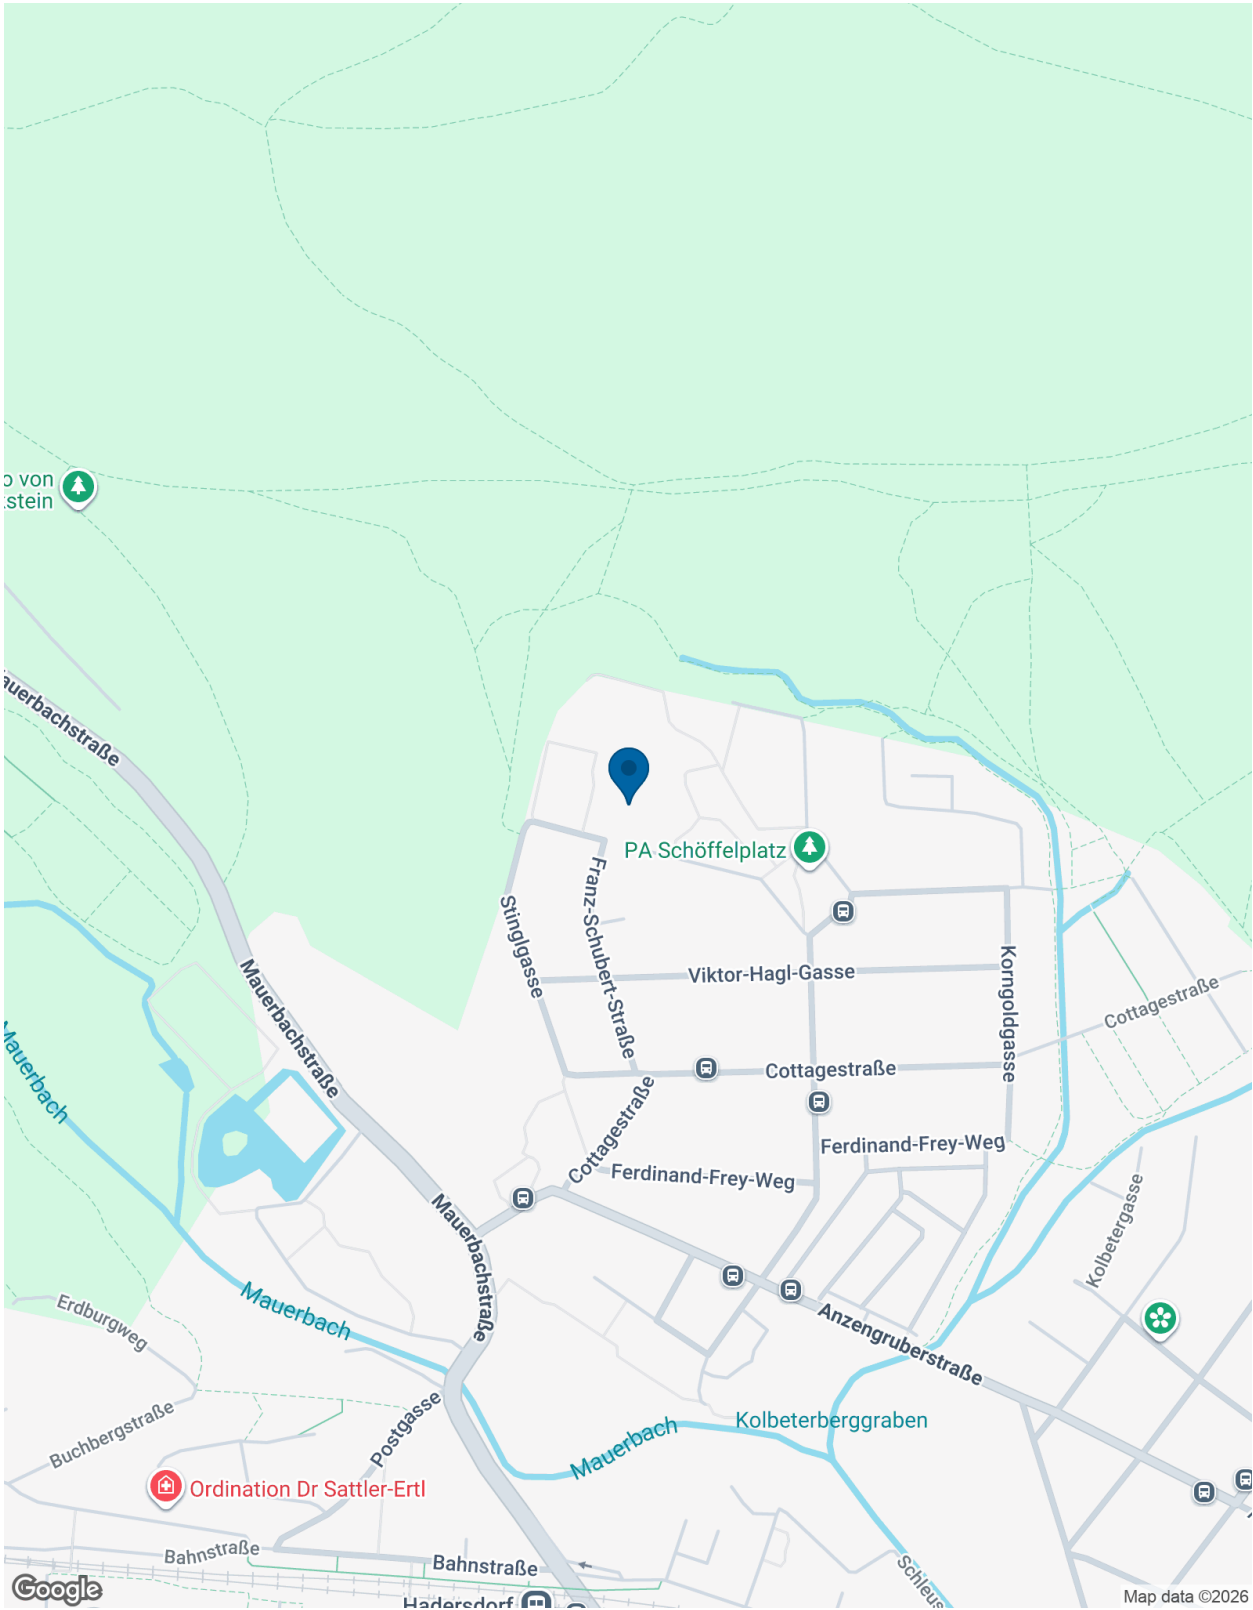 o von
kstein
auerbachstraße
PA Schöffelplatz
Franz-Schubert-Straße
Stinglgasse
Viktor-Hagl-Gasse
Korngoldgasse
Cottagestraße
Mauerbachstraße
Mauerbach
Cottagestraße
Cottagestraße
Ferdinand-Frey-Weg
Ferdinand-Frey-Weg
Kolbetergasse
Mauerbachstraße
Mauerbach
Erdburgweg
Anzengruberstraße
Postgasse
Buchbergstraße
Kolbeterberggraben
Mauerbach
Ordination Dr Sattler-Ertl
Bahnstraße
Bahnstraße
Schleus
Google
Hadersdorf
Map data ©2026